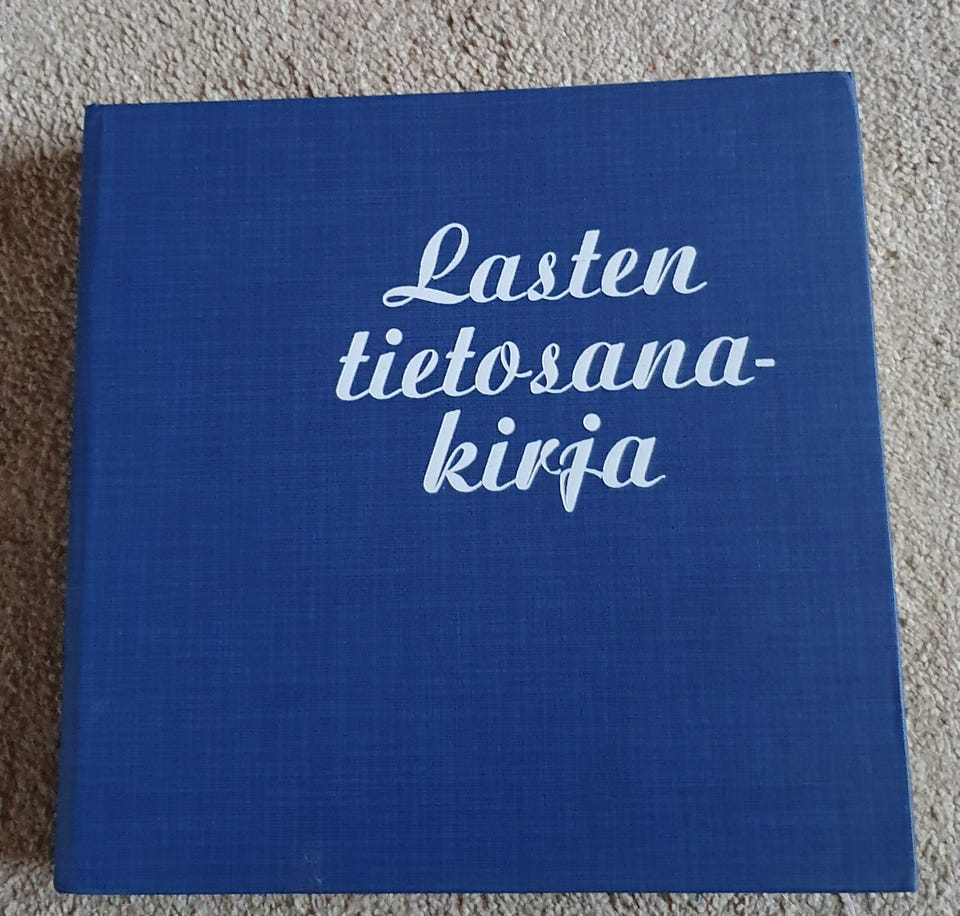 Lasten
tietosana-
kirja